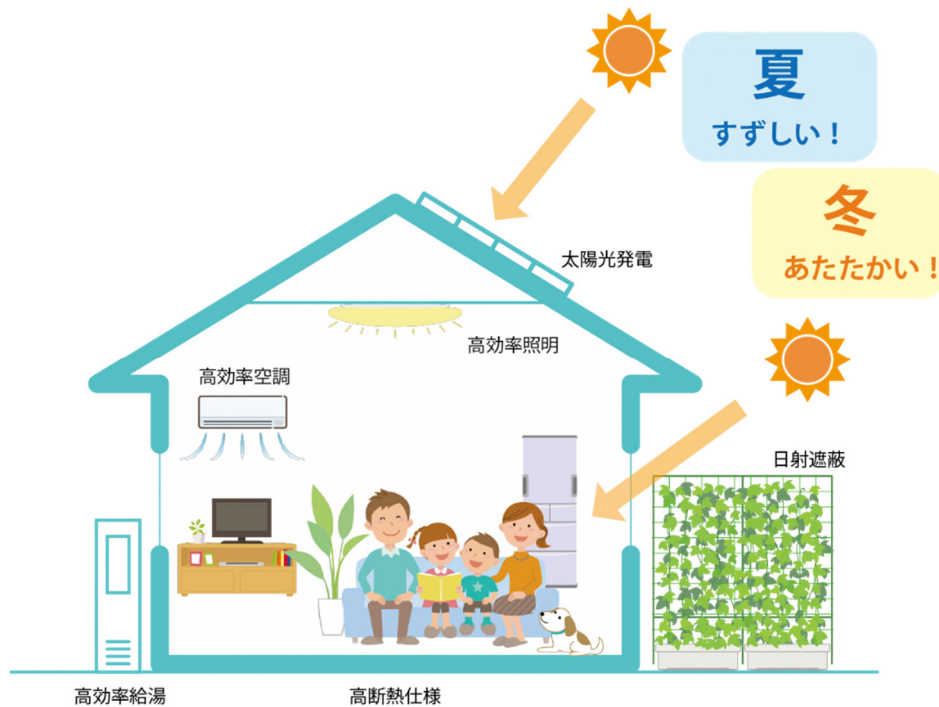 夏
すずしい！
冬
あたたかい！
太陽光発電
高効率照明
高効率空調
日射遮蔽
高効率給湯
高断熱仕様